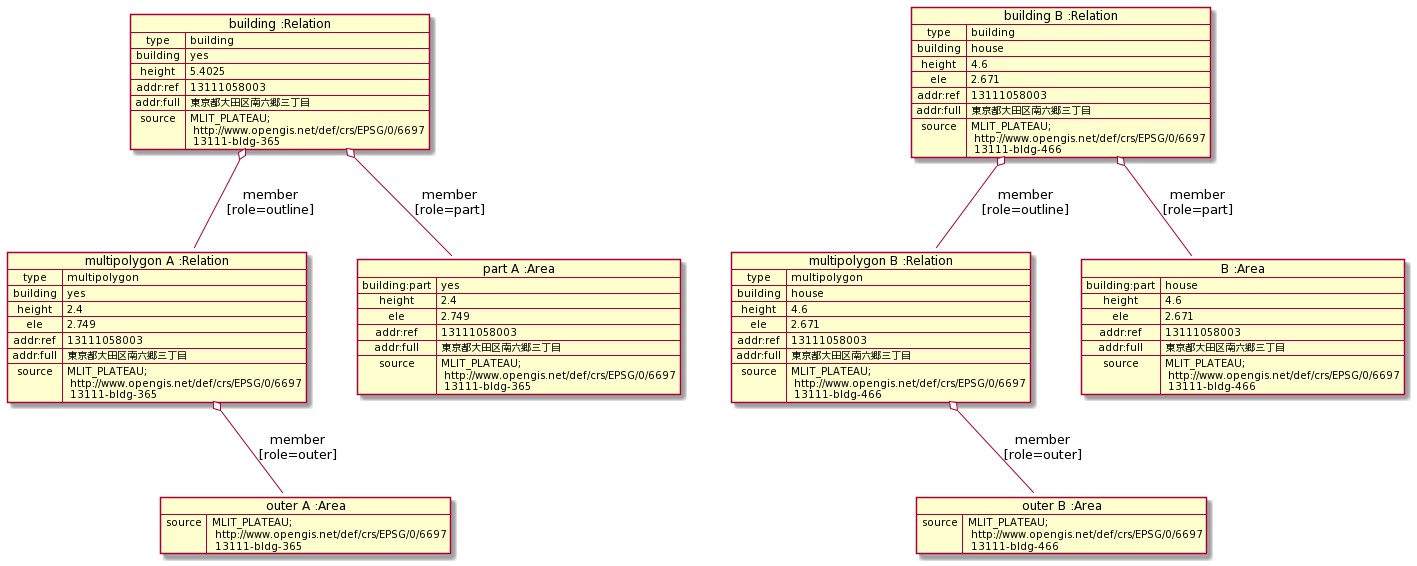 building :Relation
type building
building yes
height 5.4025
addr:ref 13111058003
addr:full 東京都大田区南六郷三丁目
source MLIT_PLATEAU;
http://www.opengis.net/def/crs/EPSG/0/6697
13111-bldg-365
building B :Relation
type building
building house
height 4.6
ele 2.671
addr:ref 13111058003
addr:full 東京都大田区南六郷三丁目
source MLIT_PLATEAU;
http://www.opengis.net/def/crs/EPSG/0/6697
13111-bldg-466
member
[role=outline]
member
[role=part]
member
[role=outline]
member
[role=part]
multipolygon A :Relation
type multipolygon
building yes
height 2.4
ele 2.749
addr:ref 13111058003
addr:full 東京都大田区南六郷三丁目
source MLIT_PLATEAU;
http://www.opengis.net/def/crs/EPSG/0/6697
13111-bldg-365
part A :Area
building:part yes
height 2.4
ele 2.749
addr:ref 13111058003
addr:full 東京都大田区南六郷三丁目
source MLIT_PLATEAU;
http://www.opengis.net/def/crs/EPSG/0/6697
13111-bldg-365
multipolygon B :Relation
type multipolygon
building house
height 4.6
ele 2.671
addr:ref 13111058003
addr:full 東京都大田区南六郷三丁目
source MLIT_PLATEAU;
http://www.opengis.net/def/crs/EPSG/0/6697
13111-bldg-466
B :Area
building:part house
height 4.6
ele 2.671
addr:ref 13111058003
addr:full 東京都大田区南六郷三丁目
source MLIT_PLATEAU;
http://www.opengis.net/def/crs/EPSG/0/6697
13111-bldg-466
member
[role=outer]
member
[role=outer]
outer A :Area
source MLIT_PLATEAU;
http://www.opengis.net/def/crs/EPSG/0/6697
13111-bldg-365
outer B :Area
source MLIT_PLATEAU;
http://www.opengis.net/def/crs/EPSG/0/6697
13111-bldg-466